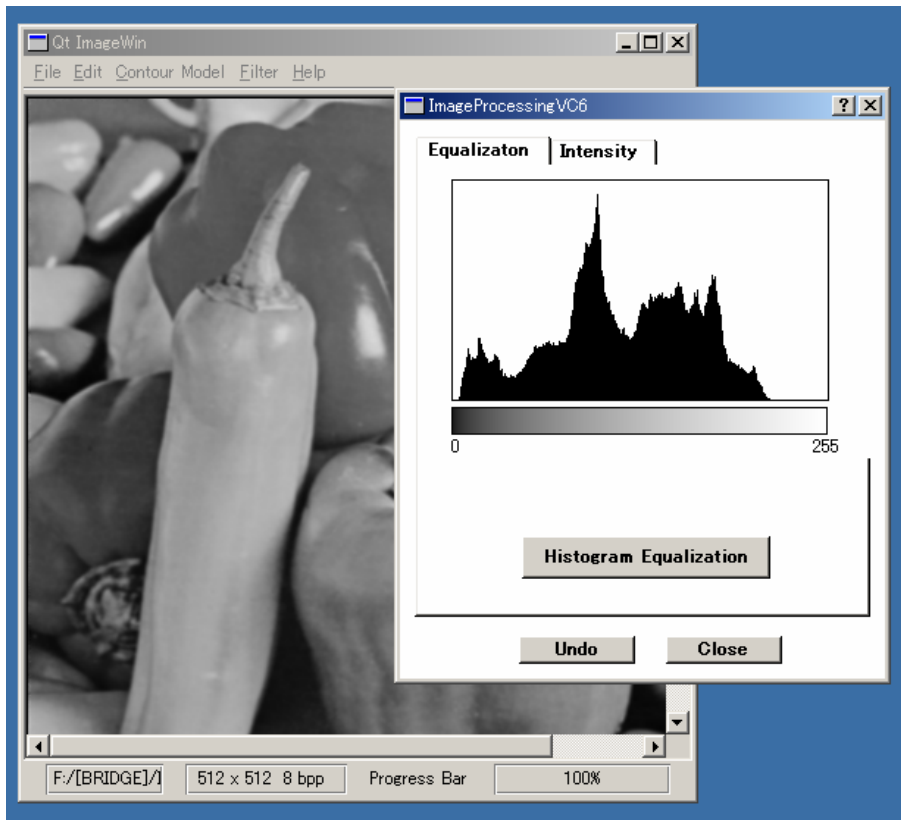 Qt ImageWin
File Edit Contour Model Filter Help
ImageProcessingVC6
Equalizaton Intensity
0 255
Histogram Equalization
Undo Close
F:/[BRIDGE]/ 512 x 512 8 bpp Progress Bar 100%